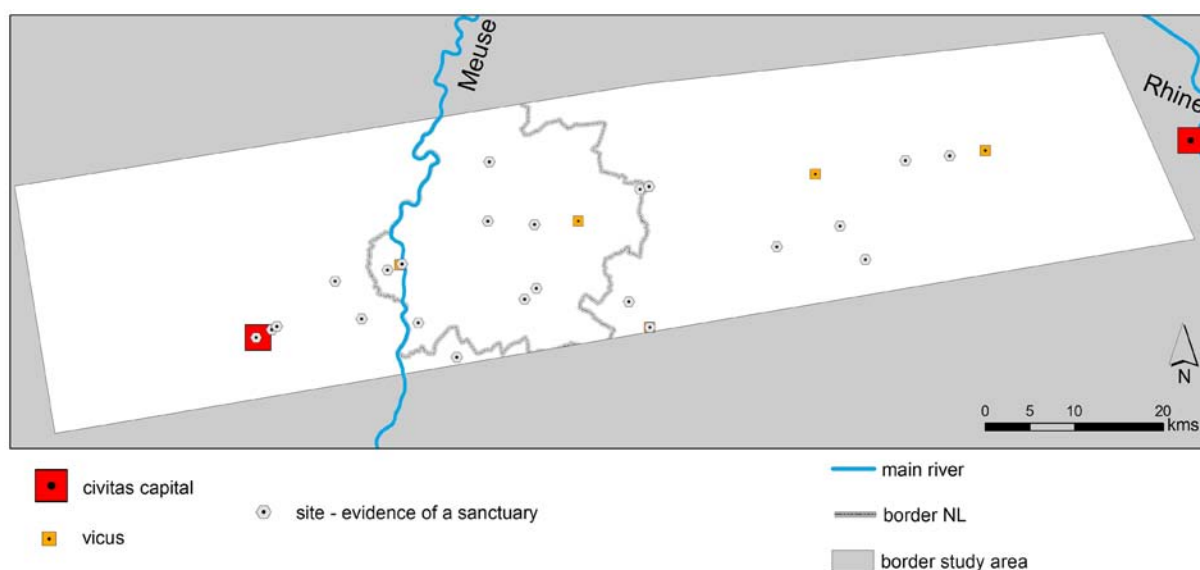 Meuse
Rhine
N
0 5 10 20
kms
civitas capital
vicus
site - evidence of a sanctuary
main river
border NL
border study area